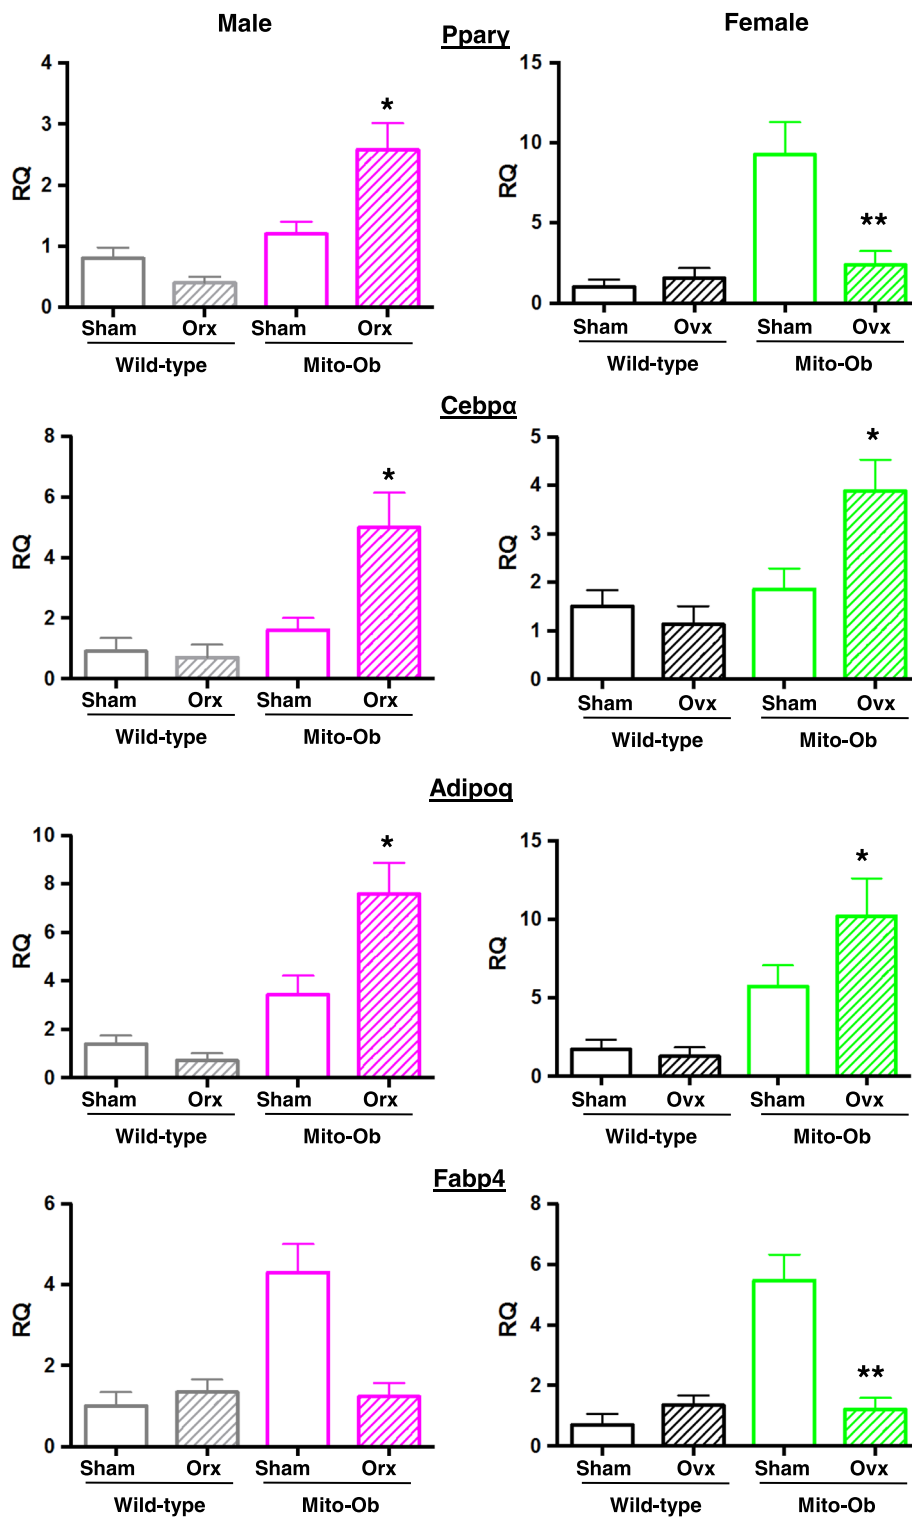 Male Female
Pparγ
4 15
*
3
10
RQ RQ
2
**
5
1
0 0
Sham Orx Sham Orx Sham Ovx Sham Ovx
Wild-type Mito-Ob Wild-type Mito-Ob
Cebpα
8 5
* *
6 4
3
RQ 4 RQ
2
2
1
0 0
Sham Orx Sham Orx Sham Ovx Sham Ovx
Wild-type Mito-Ob Wild-type Mito-Ob
Adipoq
10 15
* *
8
10
6
RQ RQ
4
5
2
0 0
Sham Orx Sham Orx Sham Ovx Sham Ovx
Wild-type Mito-Ob Wild-type Mito-Ob
Fabp4
6 8
6
4
RQ RQ
4
**
2
2
0 0
Sham Orx Sham Orx Sham Ovx Sham Ovx
Wild-type Mito-Ob Wild-type Mito-Ob